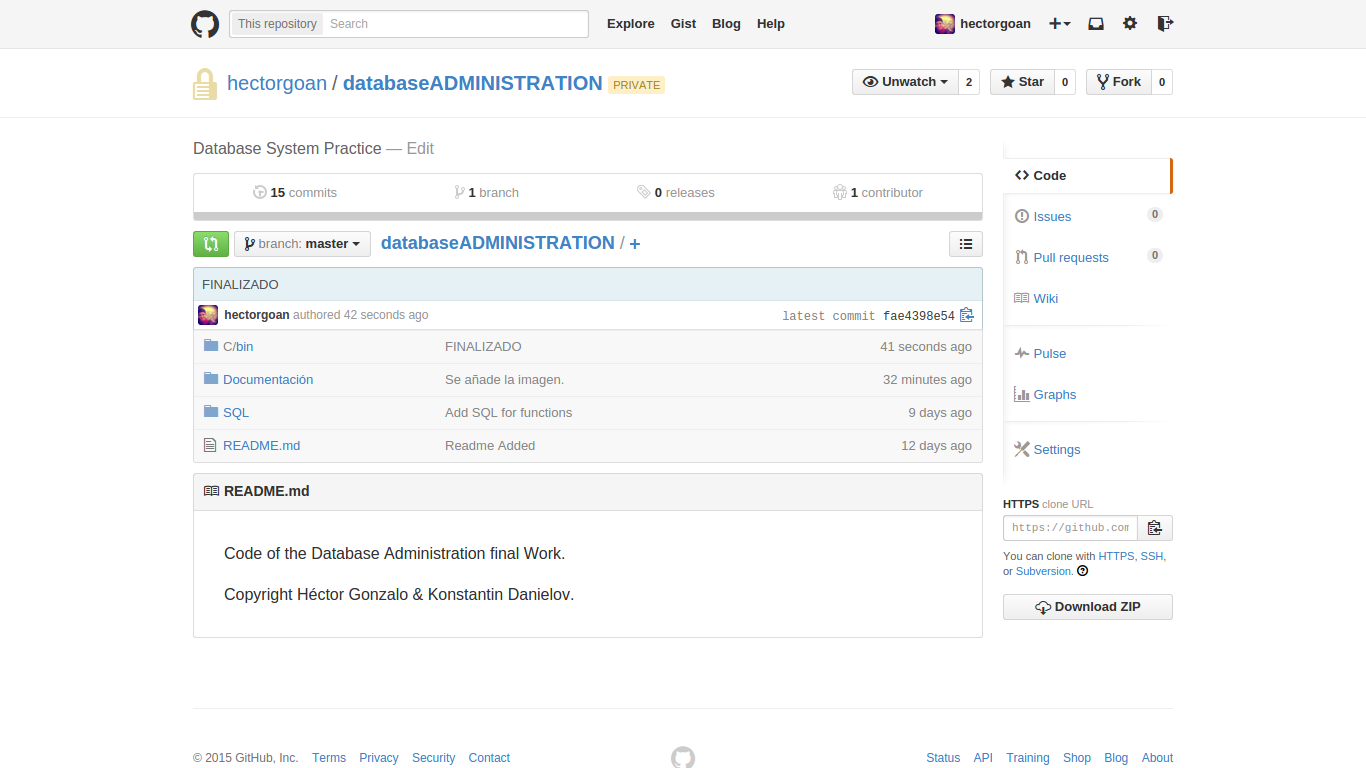 This repository Search Explore Gist Blog Help hectorgoan
hectorgoan / databaseADMINISTRATION PRIVATE Unwatch 2 Star 0 Fork 0
Database System Practice — Edit
15 commits 1 branch 0 releases 1 contributor
branch: master databaseADMINISTRATION / +
FINALIZADO
hectorgoan authored 42 seconds ago latest commit fae4398e54
C/bin FINALIZADO 41 seconds ago
Documentación Se añade la imagen. 32 minutes ago
SQL Add SQL for functions 9 days ago
README.md Readme Added 12 days ago
README.md
Code of the Database Administration final Work.
Copyright Héctor Gonzalo & Konstantin Danielov.
Code
Issues 0
Pull requests 0
Wiki
Pulse
Graphs
Settings
HTTPS clone URL
https://github.com
You can clone with HTTPS, SSH,
or Subversion.
Download ZIP
© 2015 GitHub, Inc. Terms Privacy Security Contact Status API Training Shop Blog About